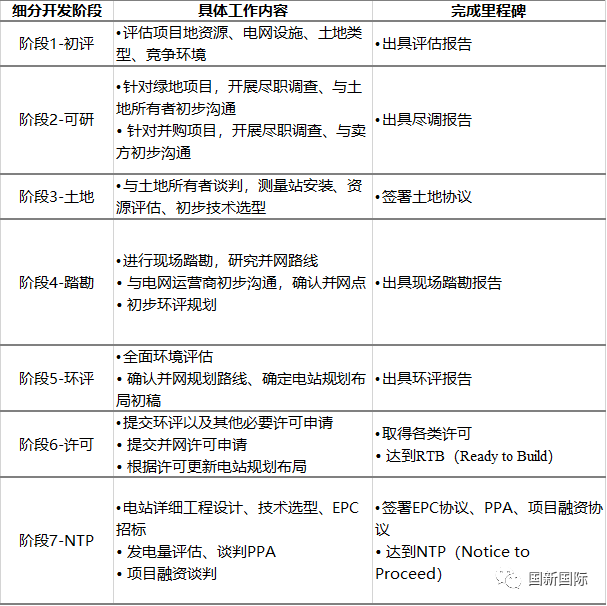 细分开发阶段 具体工作内容 完成里程碑
阶段1-初评
•评估项目地资源、电网设施、土地类
型、竞争环境
•出具评估报告
阶段2-可研
•针对绿地项目，开展尽职调查、与土
地所有者初步沟通
• 针对并购项目，开展尽职调查、与卖
方初步沟通
•出具尽调报告
阶段3-土地
•与土地所有者谈判，测量站安装、资
源评估、初步技术选型
•签署土地协议
阶段4-踏勘
•进行现场踏勘，研究并网路线
• 与电网运营商初步沟通，确认并网点
• 初步环评规划
•出具现场踏勘报告
阶段5-环评
•全面环境评估
• 确认并网规划路线、确定电站规划布
局初稿
•出具环评报告
阶段6-许可
•提交环评以及其他必要许可申请
• 提交并网许可申请
• 根据许可更新电站规划布局
•取得各类许可
• 达到RTB（Ready to Build）
阶段7-NTP
•电站详细工程设计、技术选型、EPC
招标
• 发电量评估、谈判PPA
• 项目融资谈判
•签署EPC协议、PPA、项目融资协
议
• 达到NTP（Notice to
Proceed）
国新国际